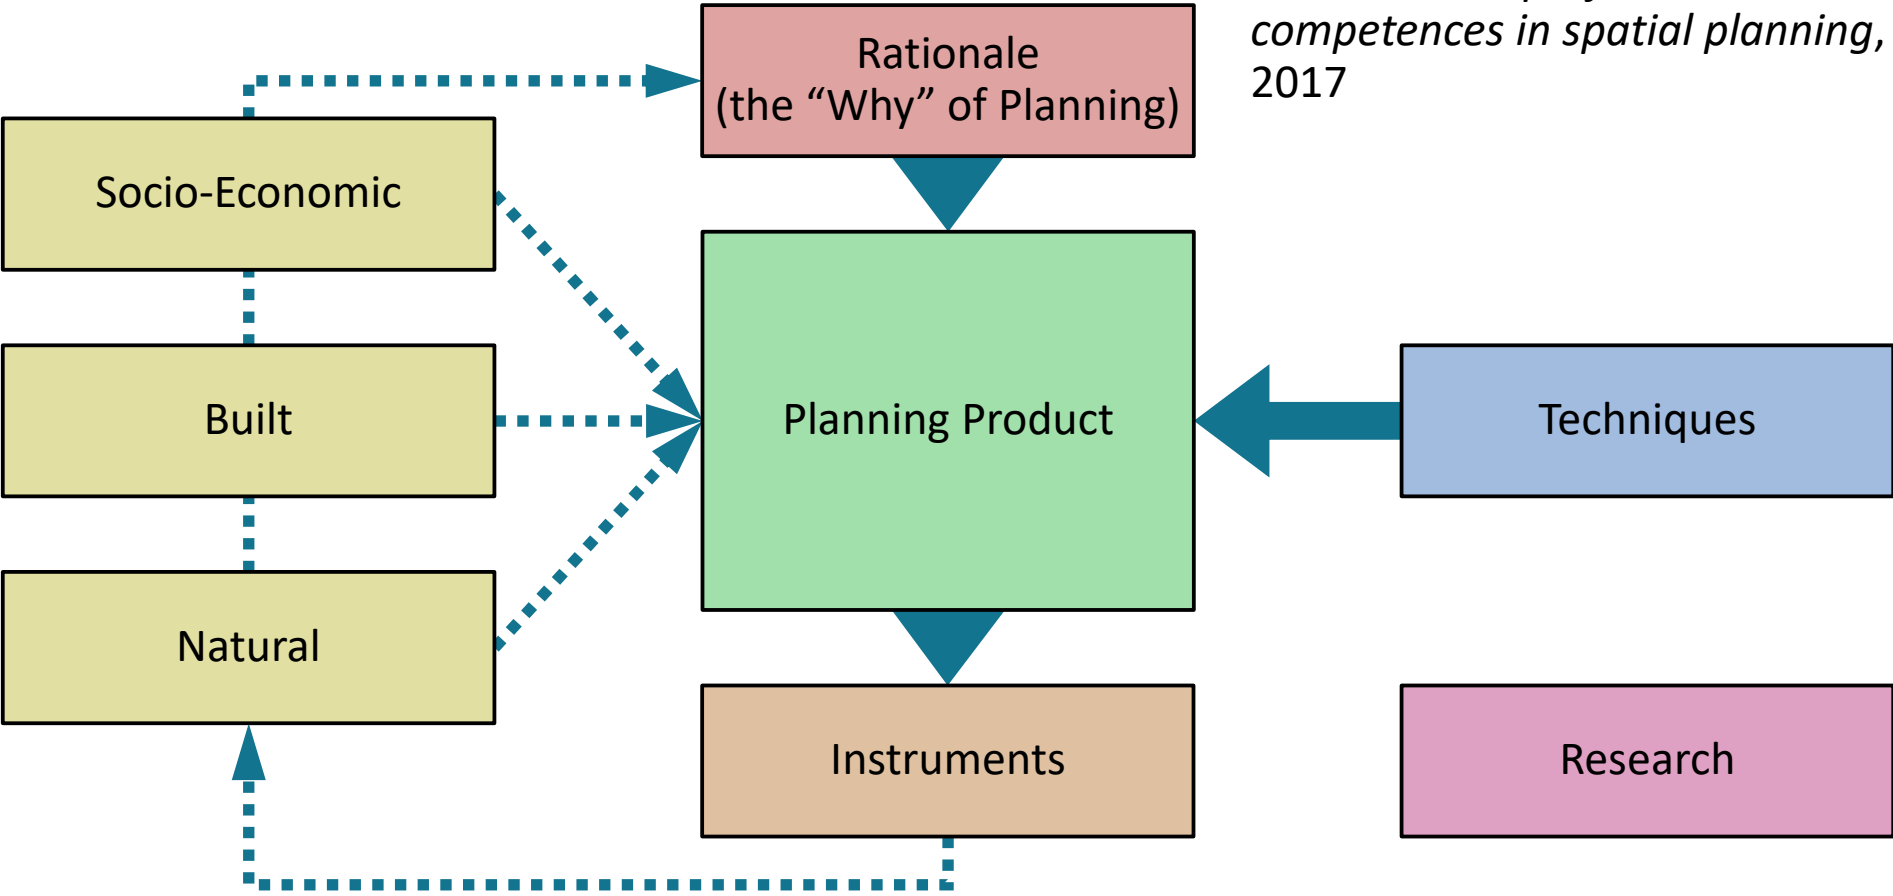 competences in spatial planning,
2017
Rationale
(the “Why” of Planning)
Socio-Economic
Built
Natural
Planning Product
Techniques
Instruments
Research